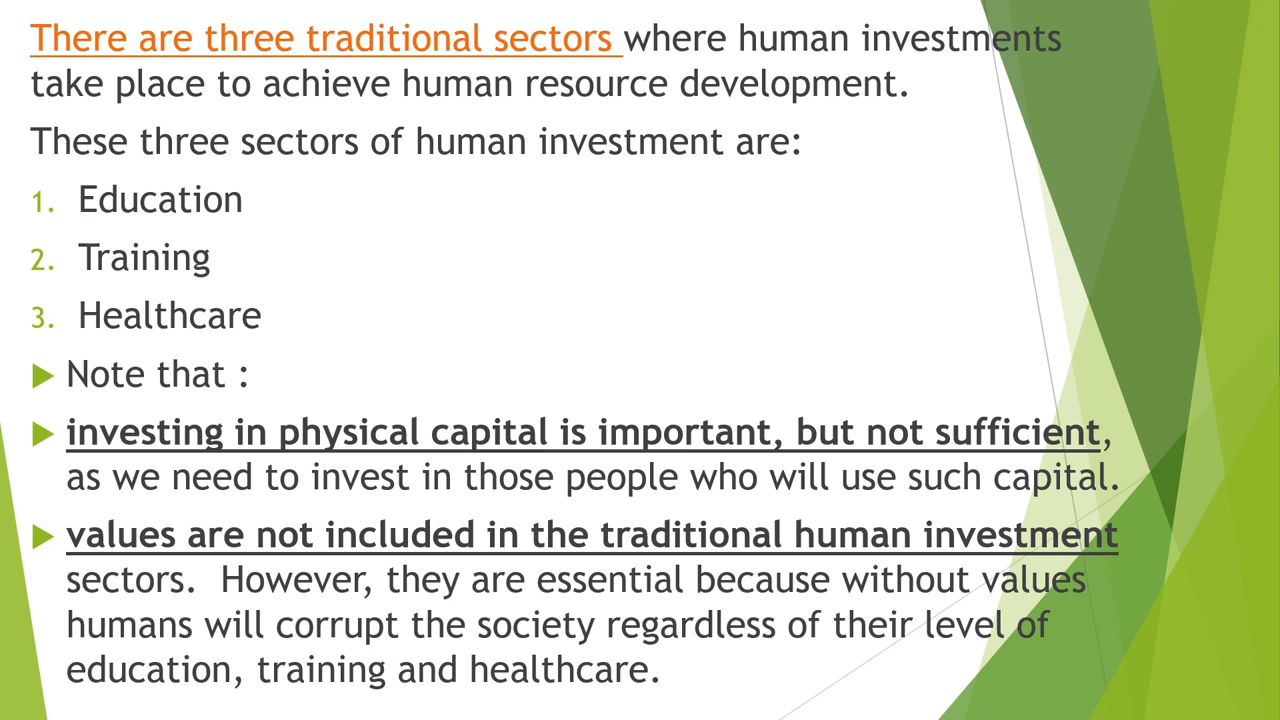 There are three traditional sectors where human investments
take place to achieve human resource development.
These three sectors of human investment are:
1. Education
2. Training
3. Healthcare
Note that :
investing in physical capital is important, but not sufficient,
as we need to invest in those people who will use such capital.
values are not included in the traditional human investment
sectors.  However, they are essential because without values
humans will corrupt the society regardless of their level of
education, training and healthcare.